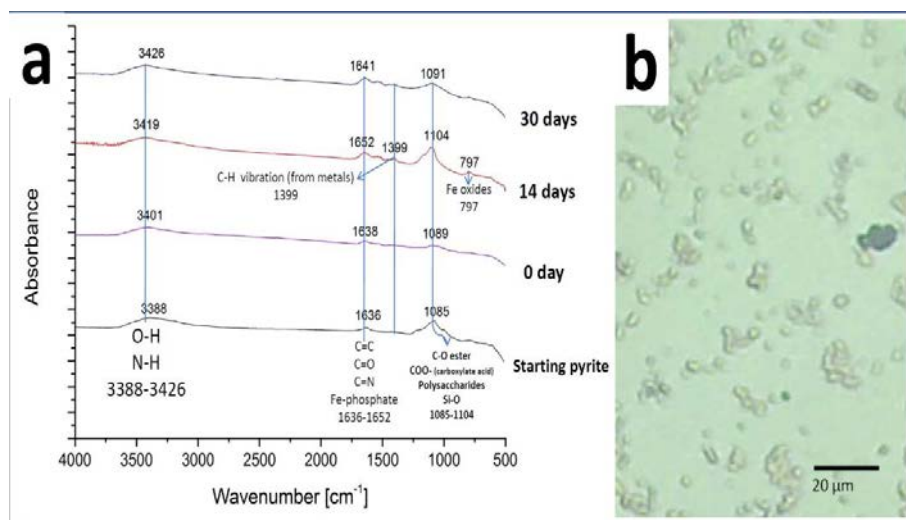 a
b
3426
1641
1091
30 days
3419
1652
1399
1104
797
C-H vibration (from metals)
1399
Fe oxides
797
14 days
3401
1638
1089
0 day
3388
1636
1085
Starting pyrite
O-H
N-H
3388-3426
C=C
C=O
C=N
Fe-phosphate
1636-1652
C-O ester
COO- (carboxylate acid)
Polysaccharides
Si-O
1085-1104
Absorbance
4000 3500 3000 2500 2000 1500 1000 500
Wavenumber [cm⁻¹]
20 µm